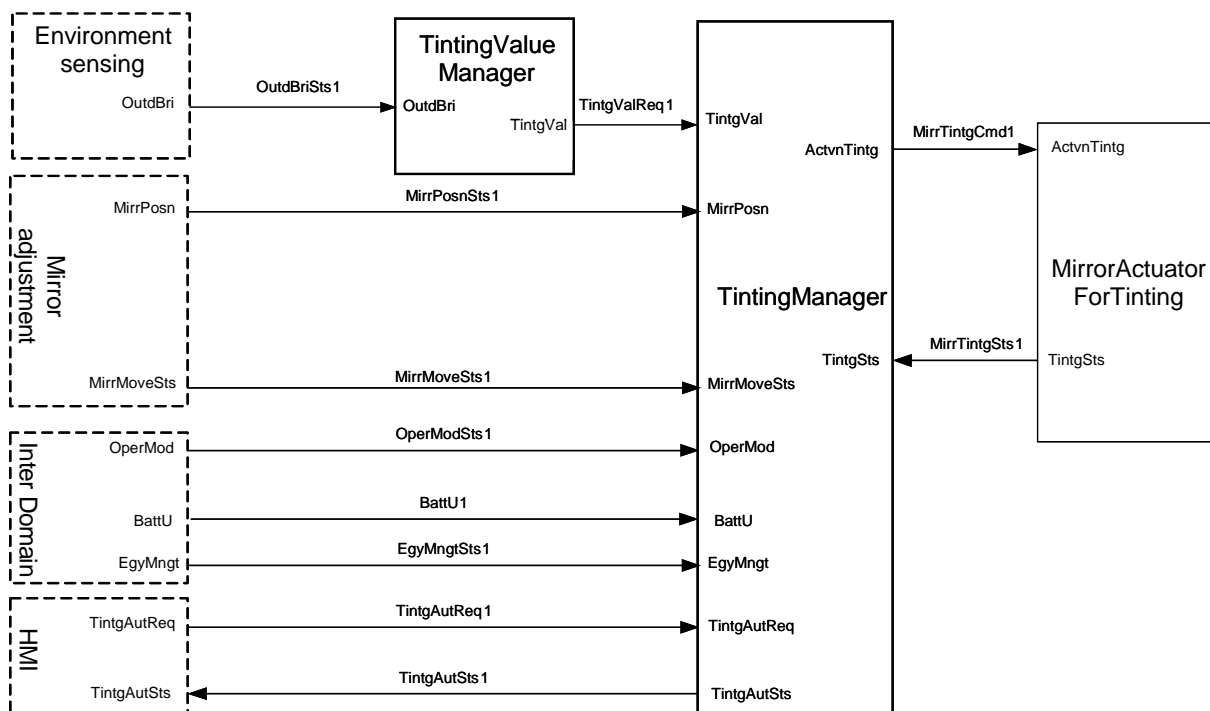 Environment
sensing
OutdBri
OutdBriSts1
TintingValue
Manager
OutdBri
TintgVal
TintgValReq1
TintgVal
ActvnTintg
MirrTintgCmd1
ActvnTintg
Mirror
adjustment
MirrPosn
MirrPosnSts1
MirrPosn
TintingManager
MirrorActuator
ForTinting
TintgSts
MirrTintgSts1
TintgSts
MirrMoveSts
MirrMoveSts1
MirrMoveSts
Inter Domain
OperMod
OperModSts1
OperMod
BattU
BattU1
BattU
EgyMngt
EgyMngtSts1
EgyMngt
HMI
TintgAutReq
TintgAutReq1
TintgAutReq
TintgAutSts
TintgAutSts1
TintgAutSts